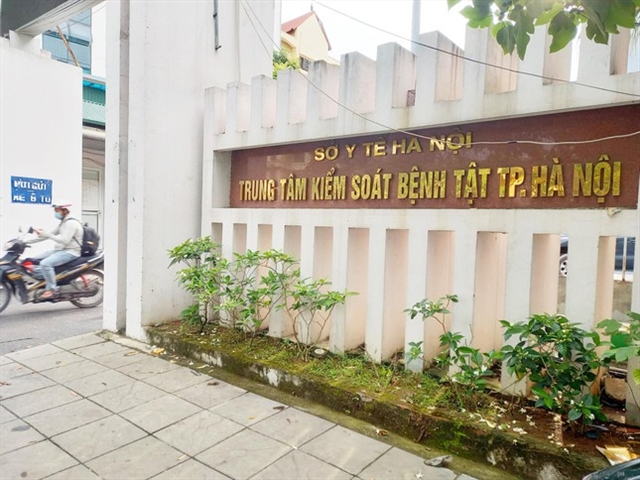 SỞ Y TẾ HÀ NỘI
TRUNG TÂM KIỂM SOÁT BỆNH TẬT TP. HÀ NỘI